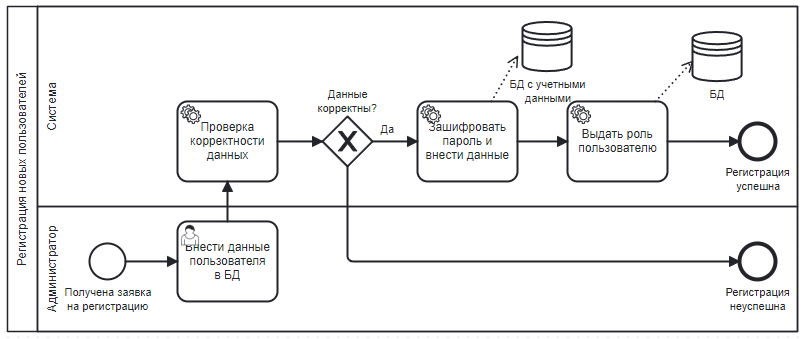 Регистрация новых пользователей
Система
Проверка
корректности
данных
Данные
корректны?
Да
Зашифровать
пароль и
внести данные
БД с учетными
данными
Выдать роль
пользователю
БД
Регистрация
успешна
Администратор
Получена заявка
на регистрацию
Внести данные
пользователя
в БД
Регистрация
неуспешна